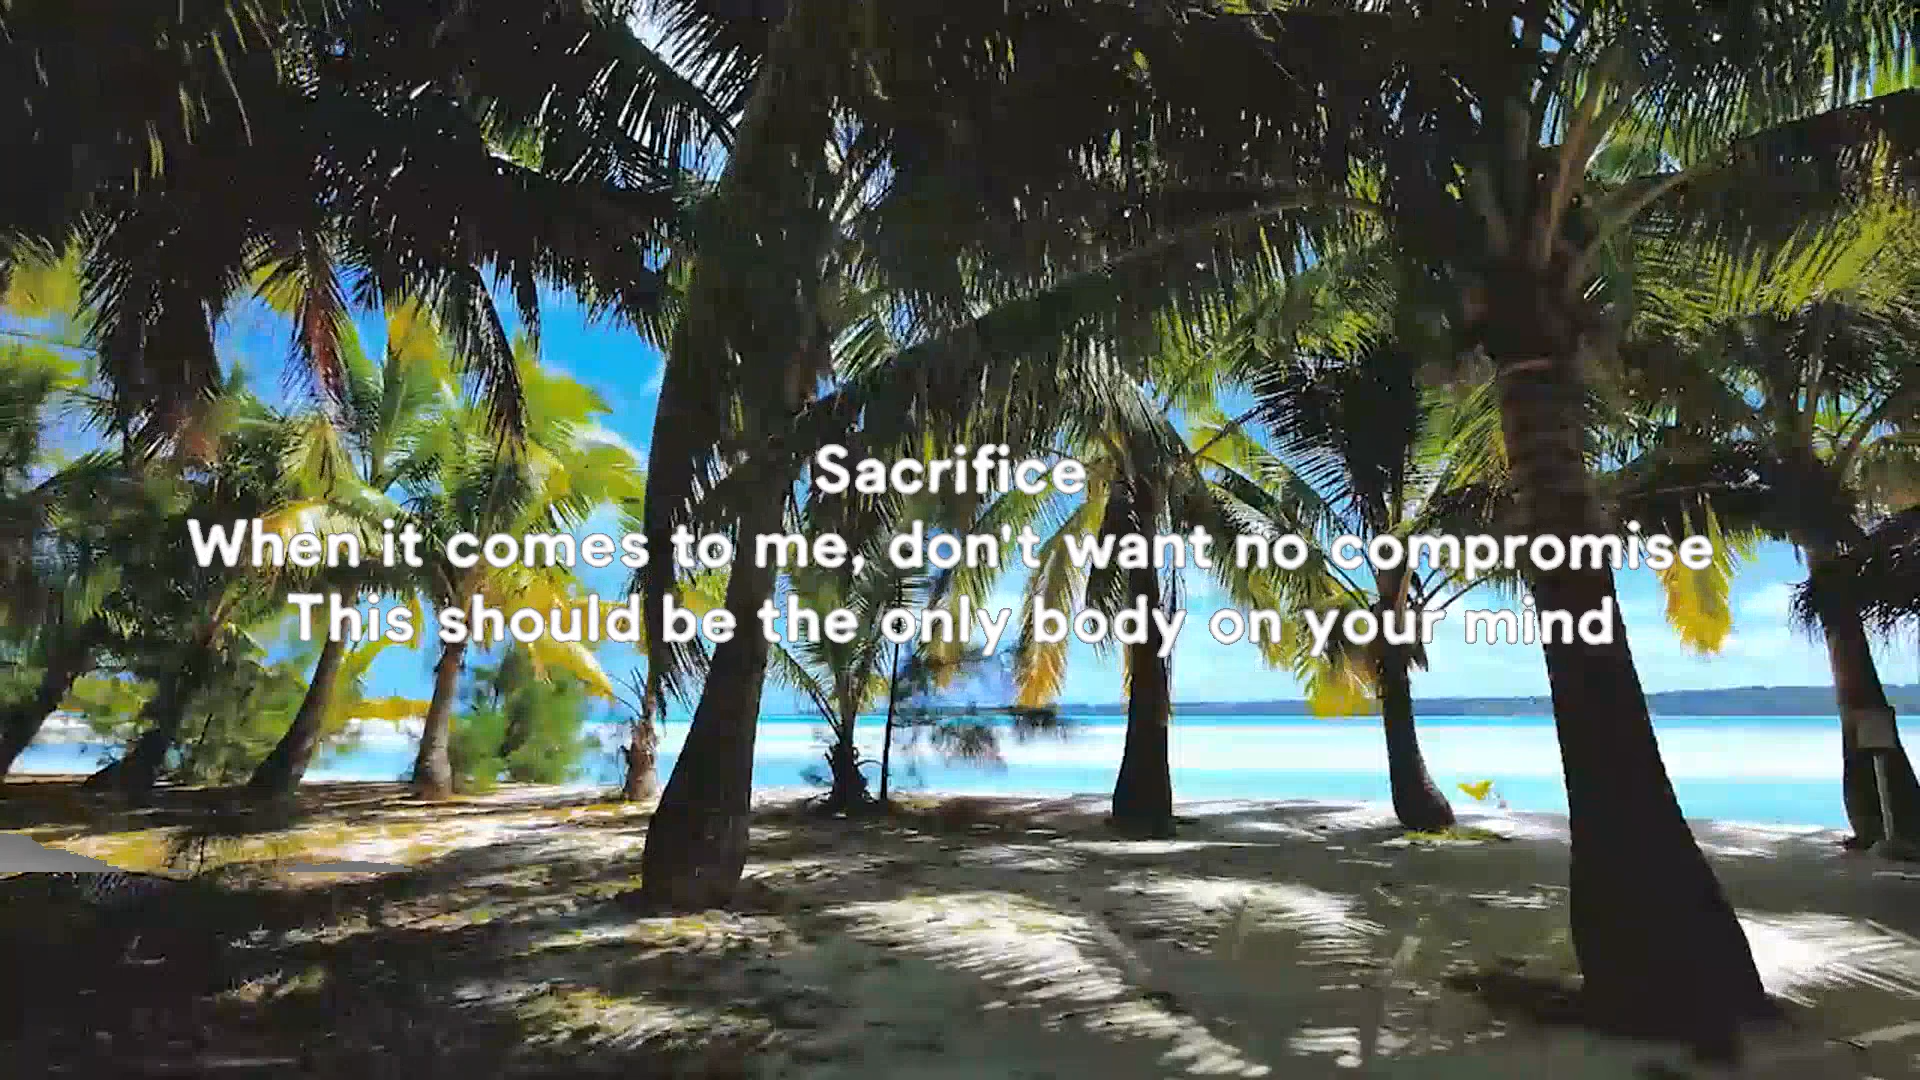 Sacrifice
When it comes to me, don't want no compromise
This should be the only body on your mind